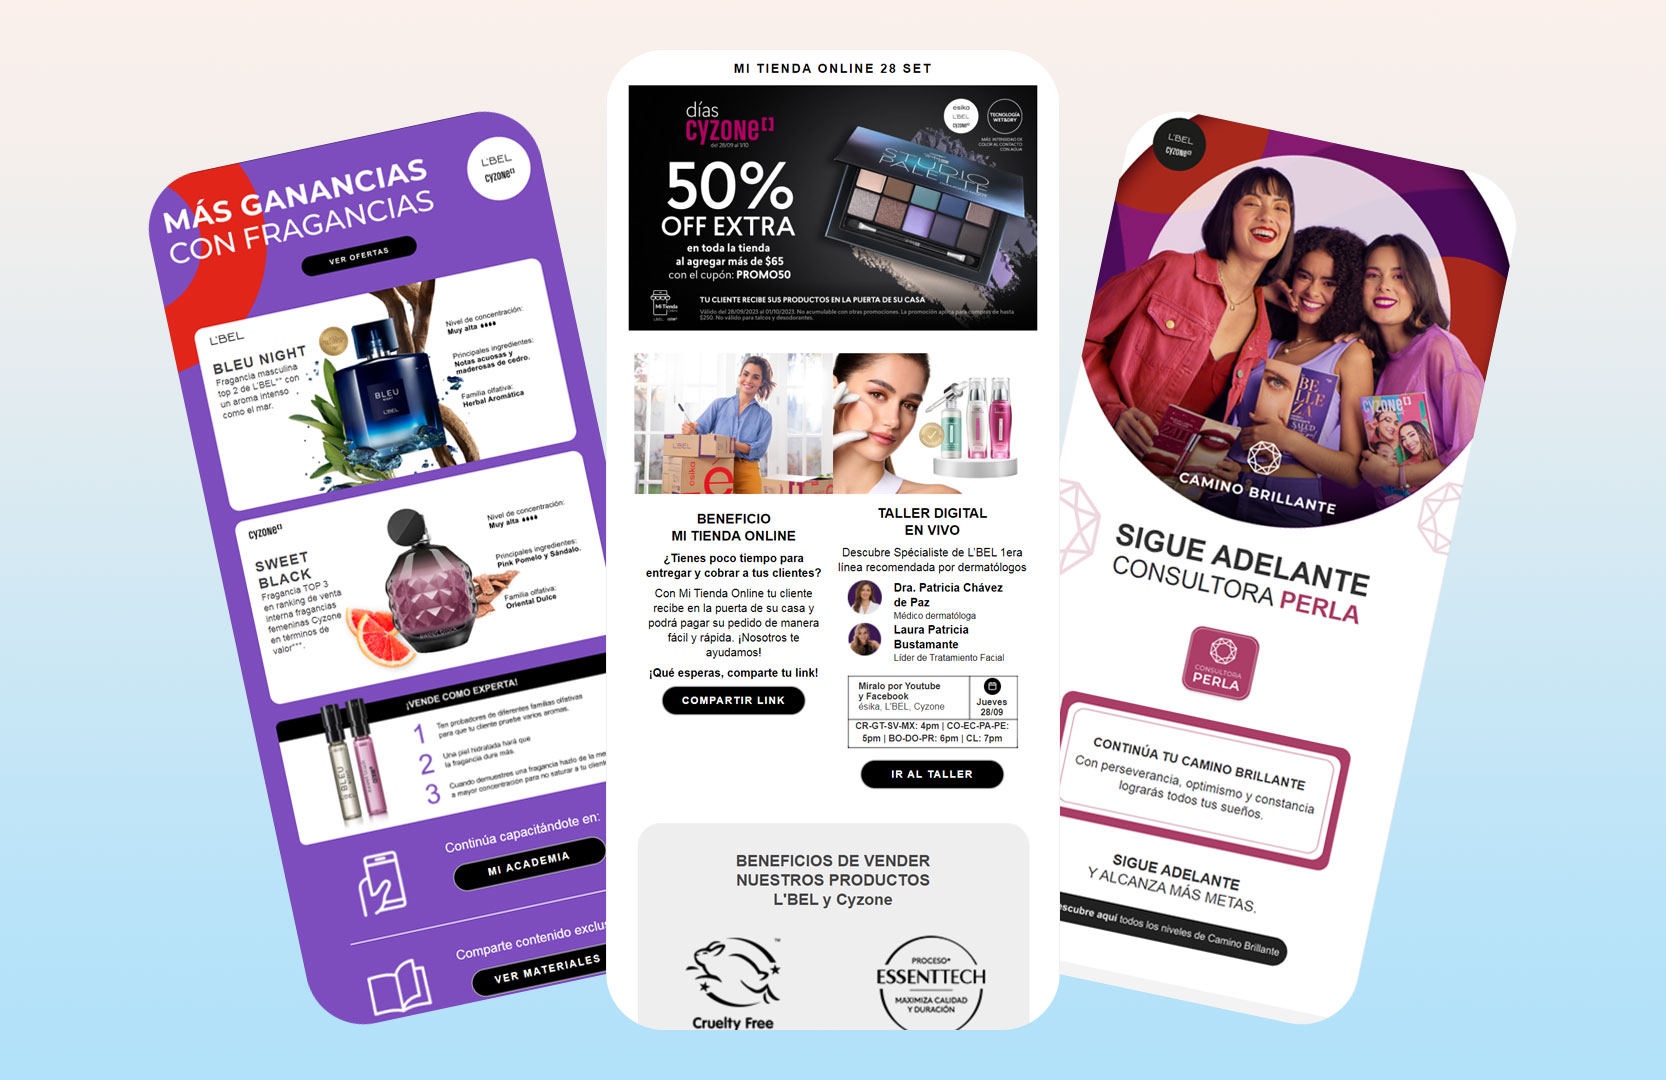 MÁS GANANCIAS
CON FRAGANCIAS
L'BEL
cyzone
VER OFERTAS
L'BEL
BLEU NIGHT
Fragancia masculina
top 2 de L'BEL** con
un aroma intenso
como el mar.
BLEU
L'BEL
Nivel de concentración:
Muy alta
Principales ingredientes:
Notas acuosas y
maderosas de cedro.
Familia olfativa:
Herbal Aromática
cyzone
SWEET
BLACK
Fragancia TOP 3
en ranking de venta
interna fragancias
femeninas Cyzone
en términos de
valor***.
Nivel de concentración:
Muy alta
Principales ingredientes:
Pink Pomelo y Sándalo.
Familia olfativa:
Oriental Dulce
¡VENDE COMO EXPERTA!
1 Ten probadores de diferentes familias olfativas
para que tu cliente pruebe varios aromas.
2 Una piel hidratada hará que
la fragancia dure más.
3 Cuando demuestres una fragancia hazlo de la me
a mayor concentración para no saturar a tu cliente
BLEU
L'BEL
Continúa capacitándote en:
MI ACADEMIA
Comparte contenido exclus
VER MATERIALES
MI TIENDA ONLINE 28 SET
días
cyzone
del 28/09 al 1/10
50%
OFF EXTRA
en toda la tienda
al agregar más de $65
con el cupón: PROMO50
esika
L'BEL
cyzone
TECNOLOGÍA
WET&DRY
MÁS INTENSIDAD DE
COLOR AL CONTACTO
CON AGUA
STUDIO
PALETTE
Mi Tienda
TU CLIENTE RECIBE SUS PRODUCTOS EN LA PUERTA DE SU CASA
Válido del 28/09/2023 al 01/10/2023. No acumulable con otras promociones. La promoción aplica para compras de hasta
$250. No válido para talcos y desodorantes.
L'BEL
esika
e
BENEFICIO
MI TIENDA ONLINE
¿Tienes poco tiempo para
entregar y cobrar a tus clientes?
Con Mi Tienda Online tu cliente
recibe en la puerta de su casa y
podrá pagar su pedido de manera
fácil y rápida. ¡Nosotros te
ayudamos!
¡Qué esperas, comparte tu link!
COMPARTIR LINK
TALLER DIGITAL
EN VIVO
Descubre Spécialiste de L'BEL 1era
línea recomendada por dermatólogos
Dra. Patricia Chávez
de Paz
Médico dermatóloga
Laura Patricia
Bustamante
Líder de Tratamiento Facial
Miralo por Youtube
y Facebook
ésika, L'BEL, Cyzone
Jueves
28/09
CR-GT-SV-MX: 4pm | CO-EC-PA-PE:
5pm | BO-DO-PR: 6pm | CL: 7pm
IR AL TALLER
BENEFICIOS DE VENDER
NUESTROS PRODUCTOS
L'BEL y Cyzone
Cruelty Free
PROCESO*
ESSENTTECH
MAXIMIZA CALIDAD
Y DURACIÓN
L'BEL
cyzone
BE
LLE
ZA
SALUD
cyzone
CAMINO BRILLANTE
SIGUE ADELANTE
CONSULTORA PERLA
CONSULTORA
PERLA
CONTINÚA TU CAMINO BRILLANTE
Con perseverancia, optimismo y constancia
lograrás todos tus sueños.
SIGUE ADELANTE
Y ALCANZA MÁS METAS.
scubre aquí todos los niveles de Camino Brillante